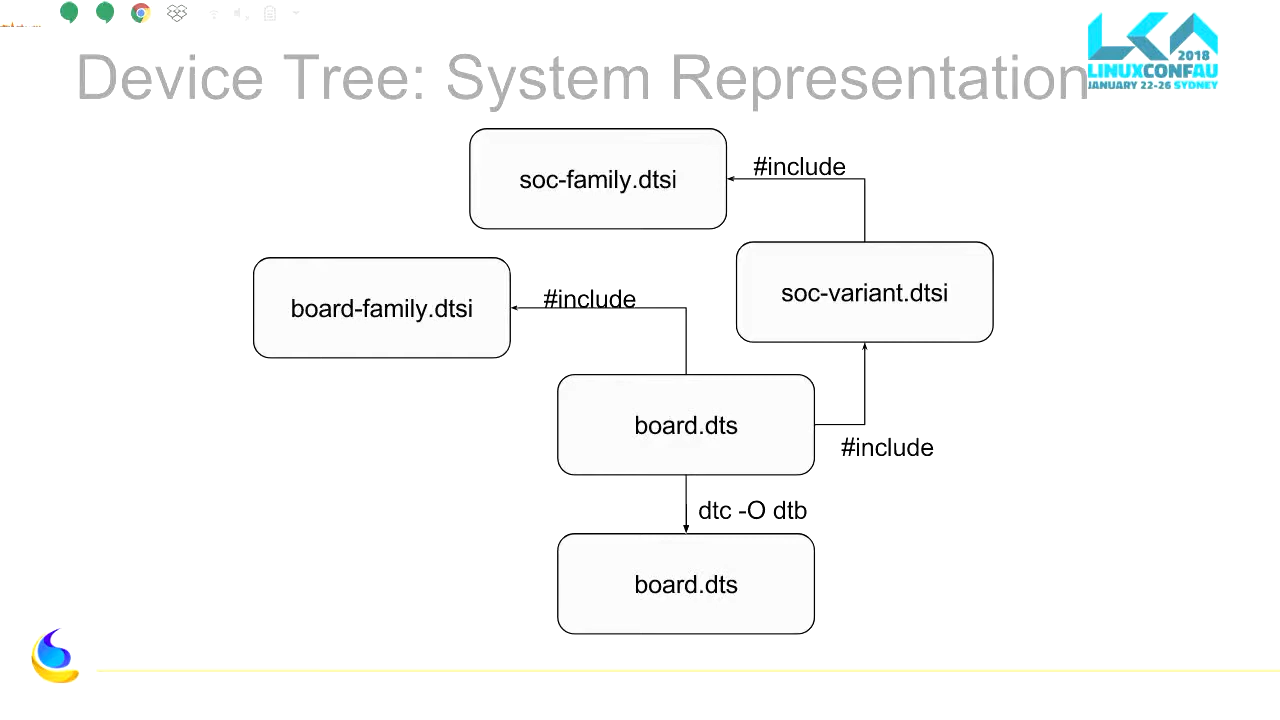 Device Tree: System Representation
2018
LINUXCONFAU
JANUARY 22-26 SYDNEY
soc-family.dtsi
#include
soc-variant.dtsi
board-family.dtsi
#include
board.dts
#include
dtc -O dtb
board.dts